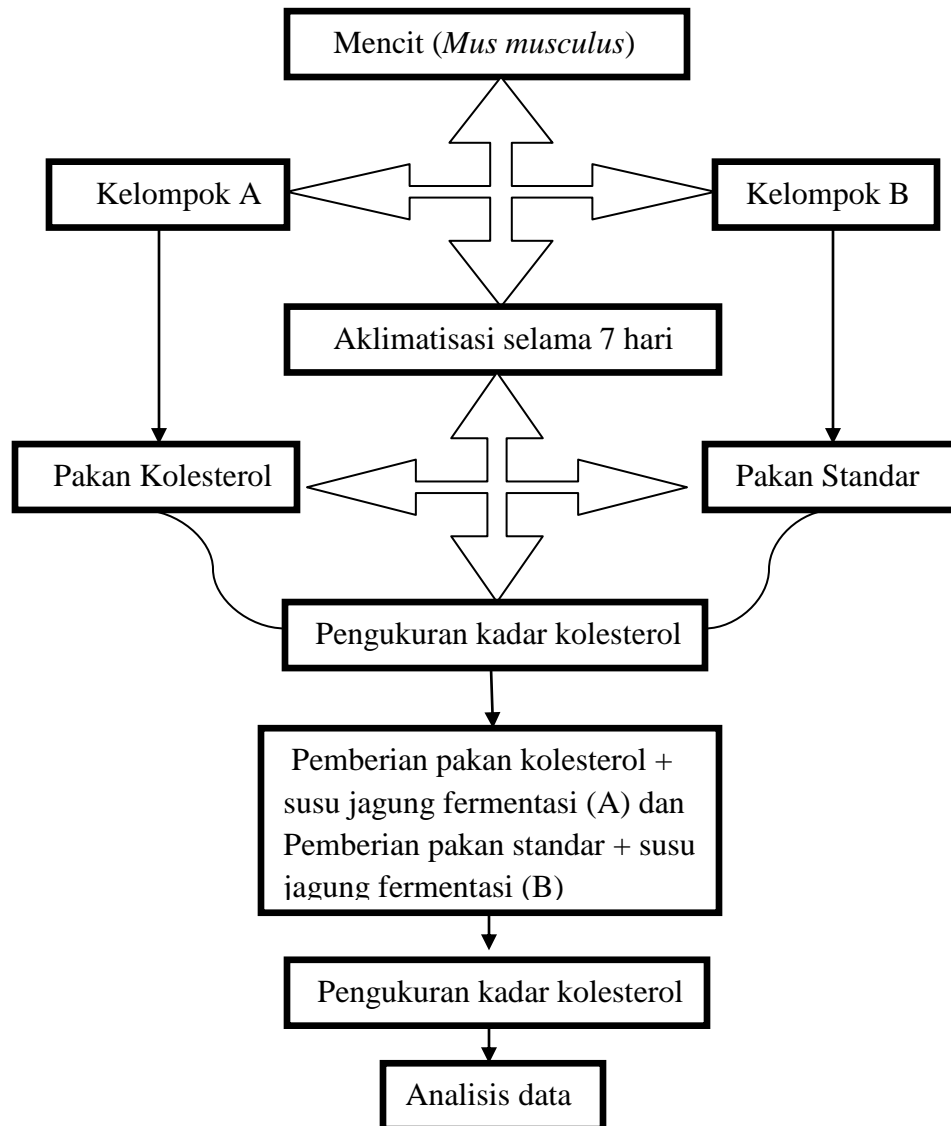 Mencit (Mus musculus)
Kelompok A
Kelompok B
Aklimatisasi selama 7 hari
Pakan Kolesterol
Pakan Standar
Pengukuran kadar kolesterol
Pemberian pakan kolesterol +
susu jagung fermentasi (A) dan
Pemberian pakan standar + susu
jagung fermentasi (B)
Pengukuran kadar kolesterol
Analisis data